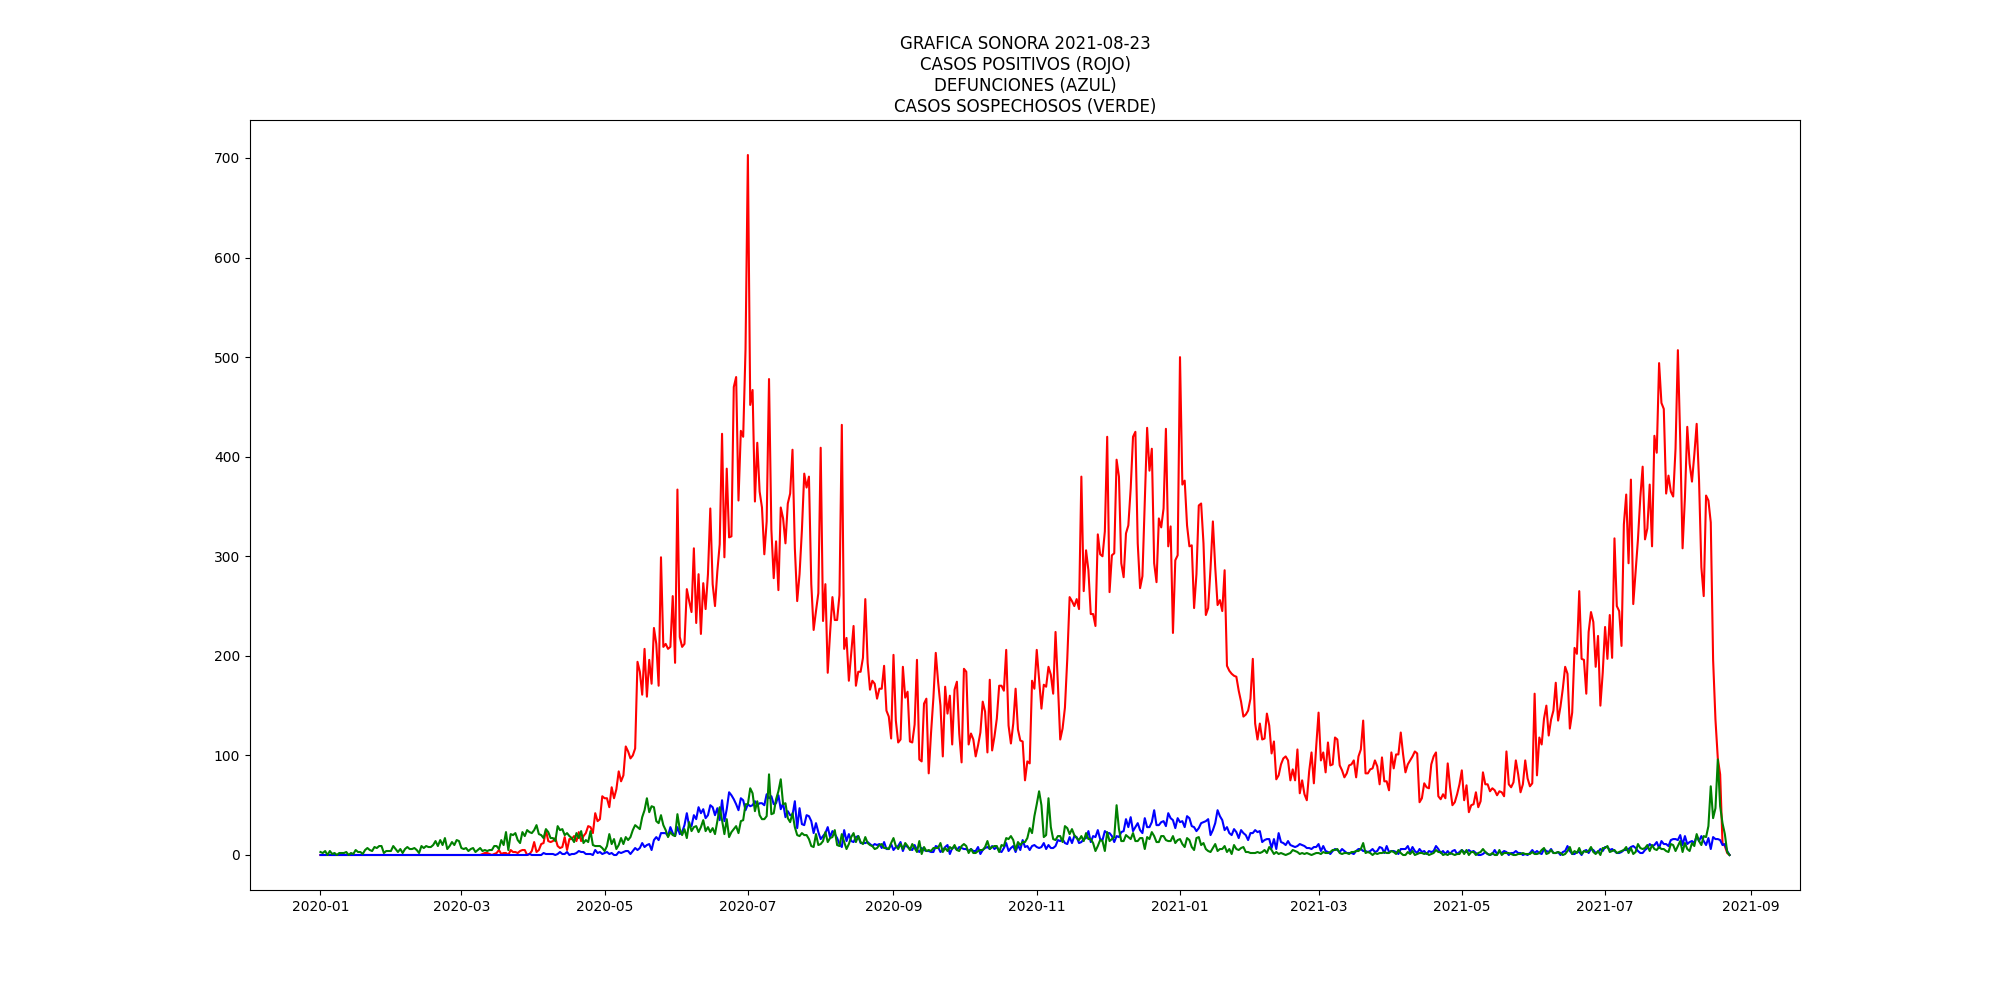 GRAFICA SONORA 2021-08-23
CASOS POSITIVOS (ROJO)
DEFUNCIONES (AZUL)
CASOS SOSPECHOSOS (VERDE)
700
600
500
400
300
200
100
0
2020-01 2020-03 2020-05 2020-07 2020-09 2020-11 2021-01 2021-03 2021-05 2021-07 2021-09